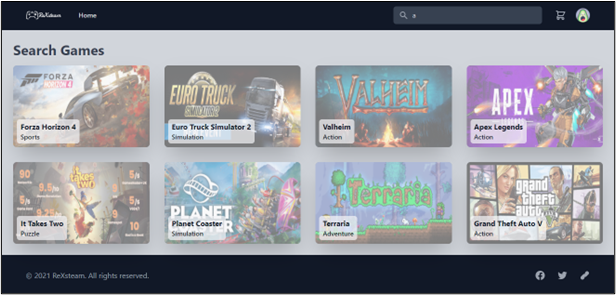 ReXsteam
Home
a
Search Games
FORZA
HORIZON 4
Forza Horizon 4
Sports
EURO TRUCK
SIMULATOR 2
Euro Truck Simulator 2
Simulation
VALHEIM
Valheim
Action
APEX
LEGENDS
Apex Legends
Action
it takes
two
It Takes Two
Puzzle
PLANET
COASTER
Planet Coaster
Simulation
Terraria
Terraria
Adventure
grand
theft
auto
V
Grand Theft Auto V
Action
© 2021 ReXsteam. All rights reserved.